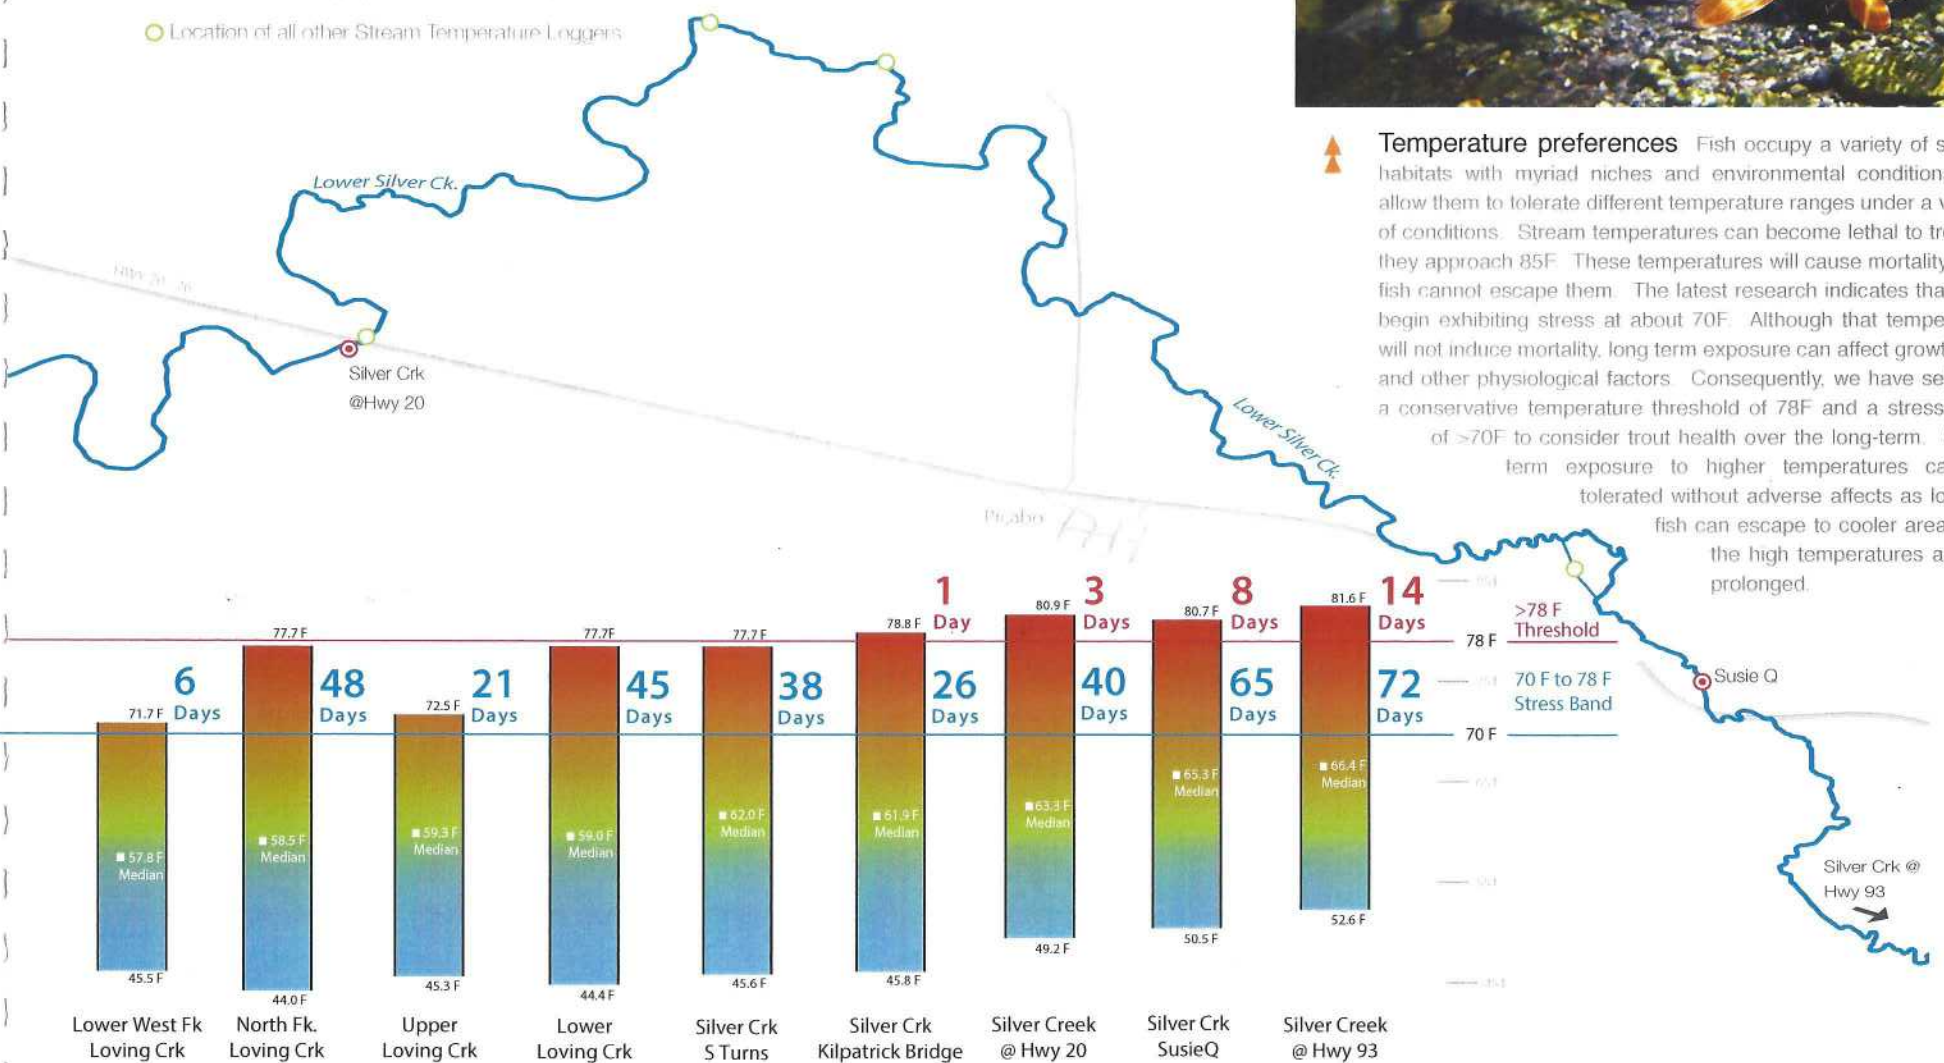 Location of all other Stream Temperature Loggers
Lower Silver Ck.
Silver Crk
@Hwy 20
Picabo
Lower Silver Ck.
Temperature preferences Fish occupy a variety of s
habitats with myriad niches and environmental condition
allow them to tolerate different temperature ranges under a v
of conditions. Stream temperatures can become lethal to tr
they approach 85F. These temperatures will cause mortality
fish cannot escape them. The latest research indicates tha
begin exhibiting stress at about 70F. Although that tempe
will not induce mortality, long term exposure can affect growt
and other physiological factors. Consequently, we have se
a conservative temperature threshold of 78F and a stress
of >70F to consider trout health over the long-term.
term exposure to higher temperatures ca
tolerated without adverse affects as lo
fish can escape to cooler area
the high temperatures a
prolonged.
Susie Q
Silver Crk @
Hwy 93
1
Day
3
Days
8
Days
14
Days
77.7 F
77.7F
77.7 F
78.8 F
80.9 F
80.7 F
81.6 F
>78 F
Threshold
78 F
6
Days
48
Days
21
Days
45
Days
38
Days
26
Days
40
Days
65
Days
72
Days
70 F to 78 F
Stress Band
71.7 F
72.5 F
70 F
57.8 F
Median
58.5 F
Median
59.3 F
Median
59.0 F
Median
62.0 F
Median
61.9 F
Median
63.3 F
Median
65.3 F
Median
66.4 F
Median
45.5 F
44.0 F
45.3 F
44.4 F
45.6 F
45.8 F
49.2 F
50.5 F
52.6 F
Lower West Fk
Loving Crk
North Fk.
Loving Crk
Upper
Loving Crk
Lower
Loving Crk
Silver Crk
S Turns
Silver Crk
Kilpatrick Bridge
Silver Creek
@ Hwy 20
Silver Crk
SusieQ
Silver Creek
@ Hwy 93